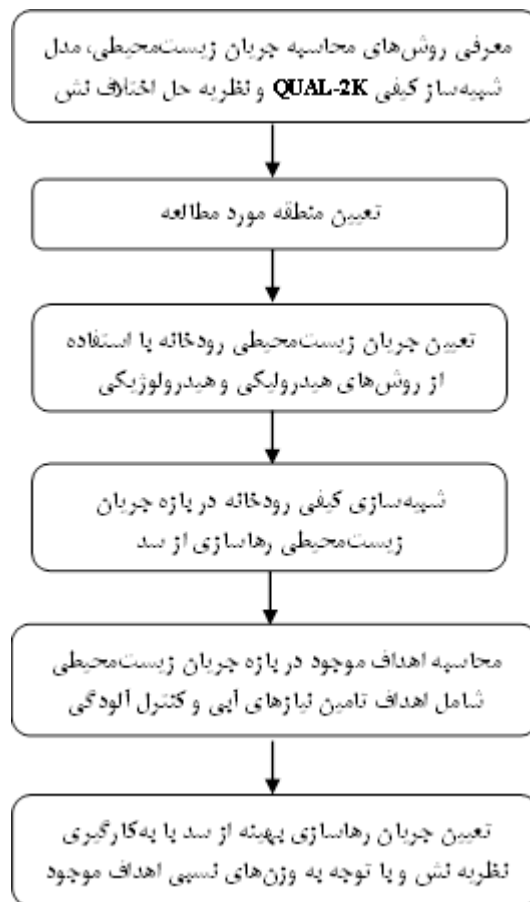 معرفی روش‌های محاسبه جریان زیست‌محیطی، مدل
شبیه‌ساز کیفی QUAL-2K و نظریه حل اختلاف نش
تعیین منطقه مورد مطالعه
تعیین جریان زیست‌محیطی رودخانه با استفاده
از روش‌های هیدرولیکی و هیدرولوژیکی
شبیه‌سازی کیفی رودخانه در بازه جریان
زیست‌محیطی رهاسازی از سد
محاسبه اهداف موجود در بازه جریان زیست‌محیطی
شامل اهداف تامین نیازهای آبی و کنترل آلودگی
تعیین جریان رهاسازی بهینه از سد با به‌کارگیری
نظریه نش و با توجه به وزن‌های نسبی اهداف موجود